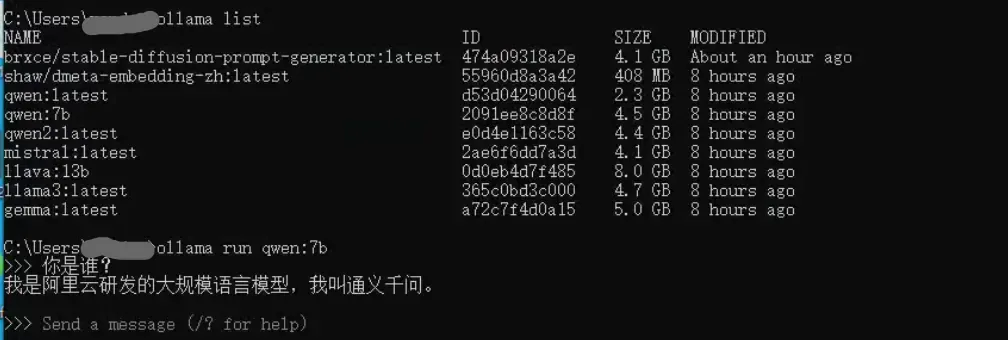 C:\Users\ ollama list
NAME ID SIZE MODIFIED
brxce/stable-diffusion-prompt-generator:latest 474a09318a2e 4.1 GB About an hour ago
shaw/dmeta-embedding-zh:latest 55960d8a3a42 408 MB 8 hours ago
qwen:latest d53d04290064 2.3 GB 8 hours ago
qwen:7b 2091ee8c8d8f 4.5 GB 8 hours ago
qwen2:latest e0d4e1163c58 4.4 GB 8 hours ago
mistral:latest 2ae6f6dd7a3d 4.1 GB 8 hours ago
llava:13b 0d0eb4d7f485 8.0 GB 8 hours ago
llama3:latest 365c0bd3c000 4.7 GB 8 hours ago
gemma:latest a72c7f4d0a15 5.0 GB 8 hours ago
C:\Users\ ollama run qwen:7b
>>> 你是谁?
我是阿里云研发的大规模语言模型，我叫通义千问。
>>> Send a message (/? for help)